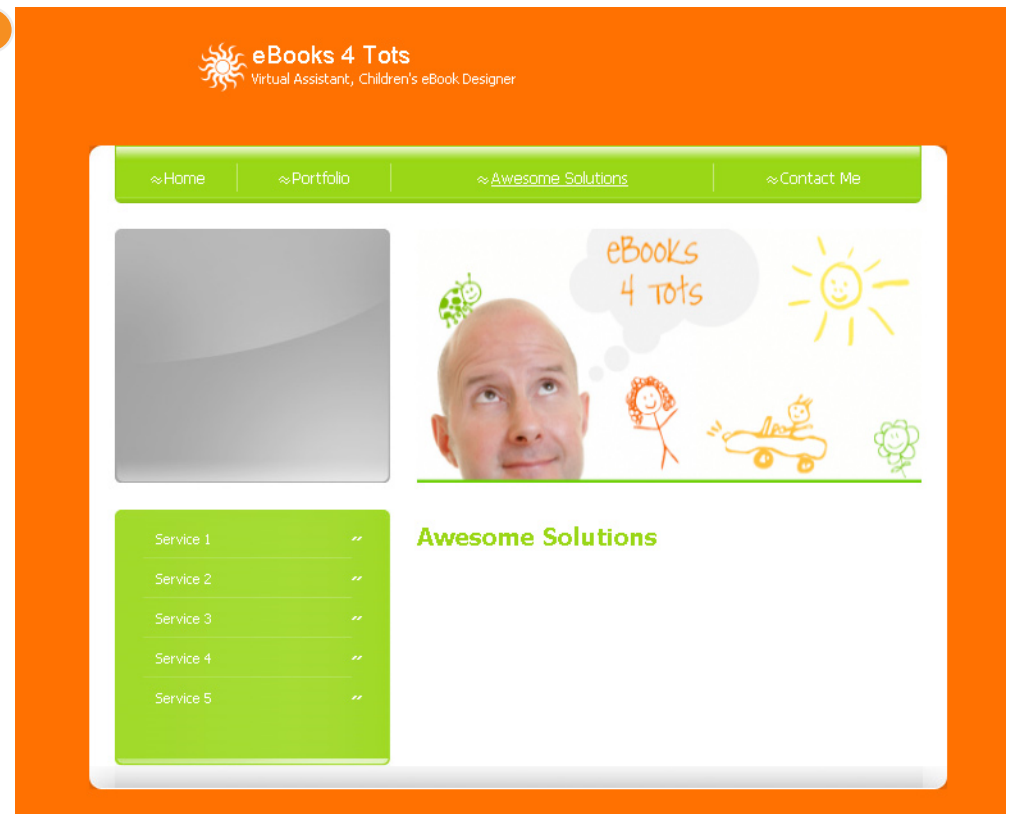 eBooks 4 Tots
Virtual Assistant, Children's eBook Designer
Home
Portfolio
Awesome Solutions
Contact Me
eBooks
4 Tots
Service 1
Service 2
Service 3
Service 4
Service 5
Awesome Solutions